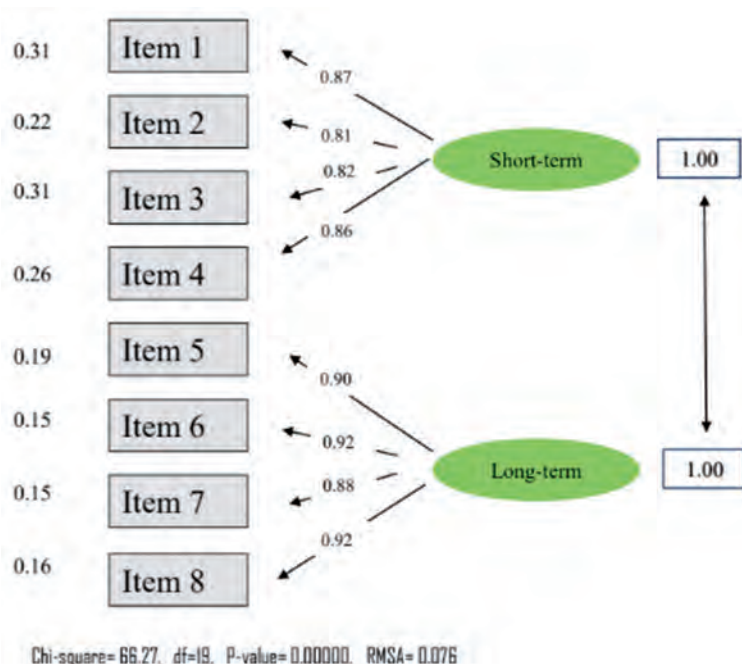 0.31 Item 1
0.87
0.22 Item 2
0.81
Short-term 1.00
0.82
0.31 Item 3
0.86
0.26 Item 4
0.19 Item 5
0.90
0.15 Item 6
0.92
Long-term 1.00
0.88
0.15 Item 7
0.92
0.16 Item 8
Chi-square= 66.27, df=19, P-value= 0.00000, RMSA= 0.076